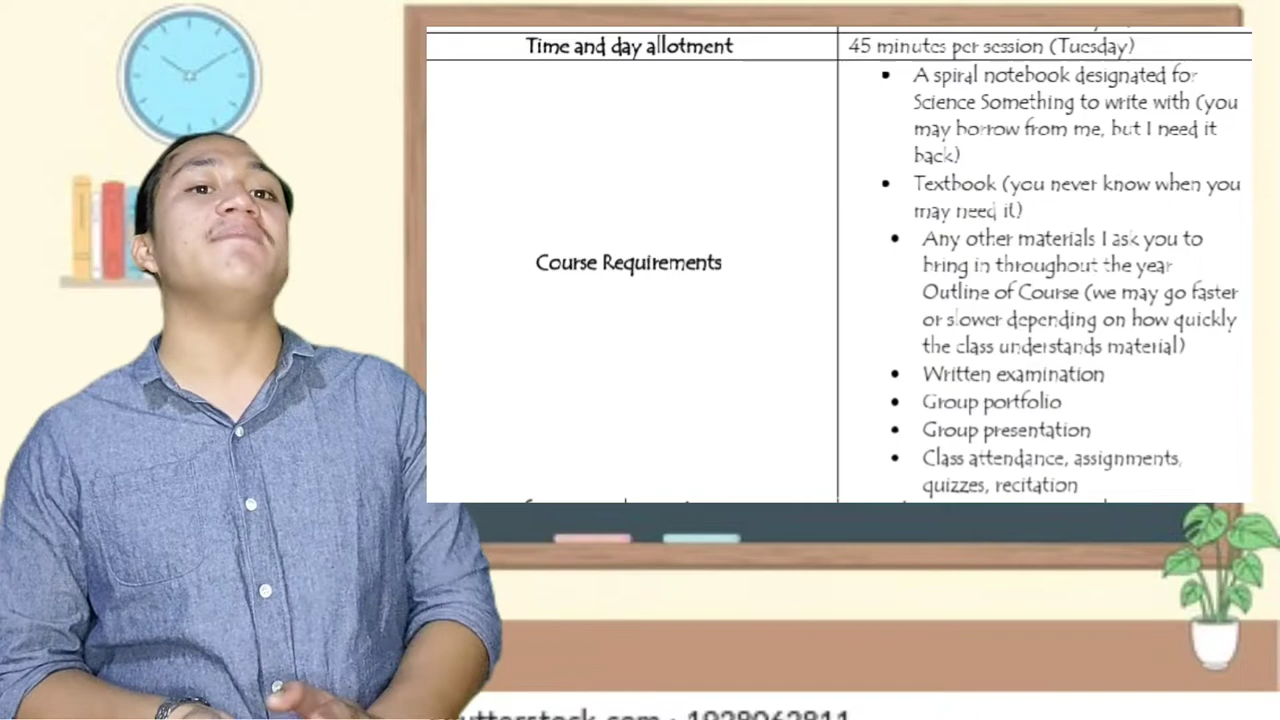 Time and day allotment
45 minutes per session (Tuesday)
Course Requirements
• A spiral notebook designated for
Science Something to write with (you
may borrow from me, but I need it
back)
• Textbook (you never know when you
may need it)
• Any other materials I ask you to
bring in throughout the year
Outline of Course (we may go faster
or slower depending on how quickly
the class understands material)
• Written examination
• Group portfolio
• Group presentation
• Class attendance, assignments,
quizzes, recitation